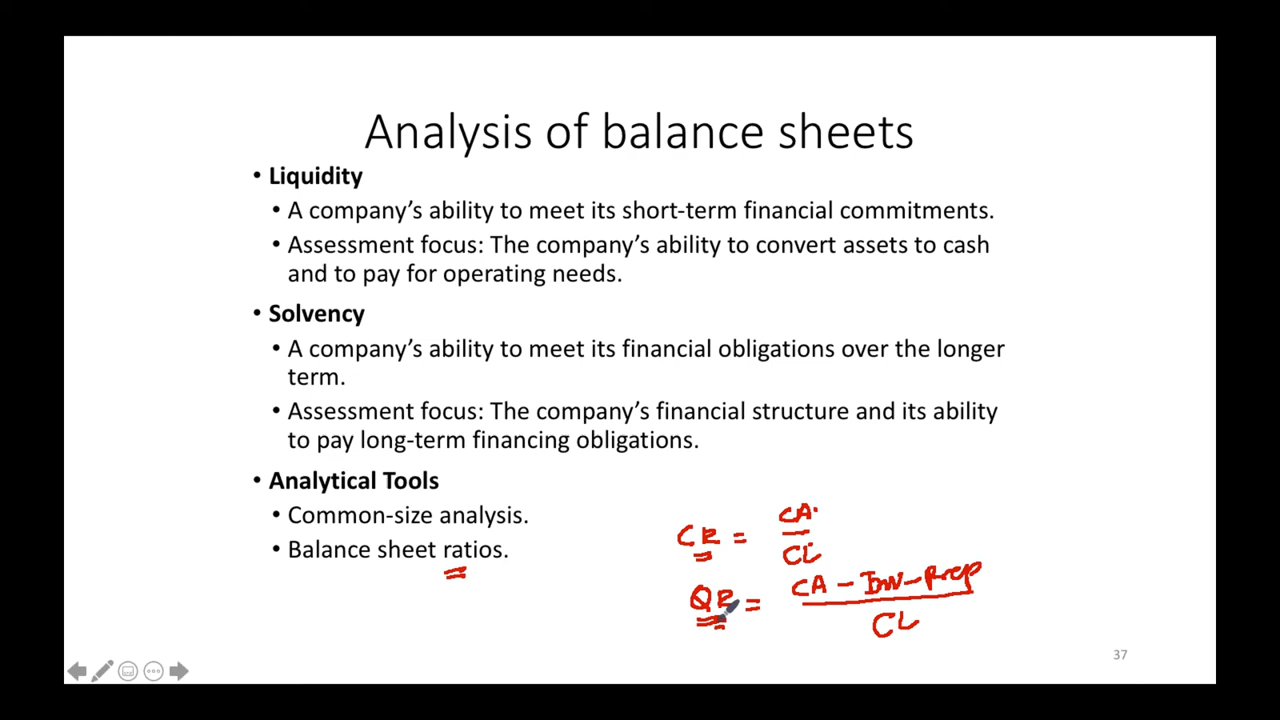 Analysis of balance sheets
• Liquidity
• A company’s ability to meet its short-term financial commitments.
• Assessment focus: The company’s ability to convert assets to cash
and to pay for operating needs.
• Solvency
• A company’s ability to meet its financial obligations over the longer
term.
• Assessment focus: The company’s financial structure and its ability
to pay long-term financing obligations.
• Analytical Tools
• Common-size analysis.
• Balance sheet ratios.
CR = CA
CL
QR = CA - Inv - Prep
CL
37